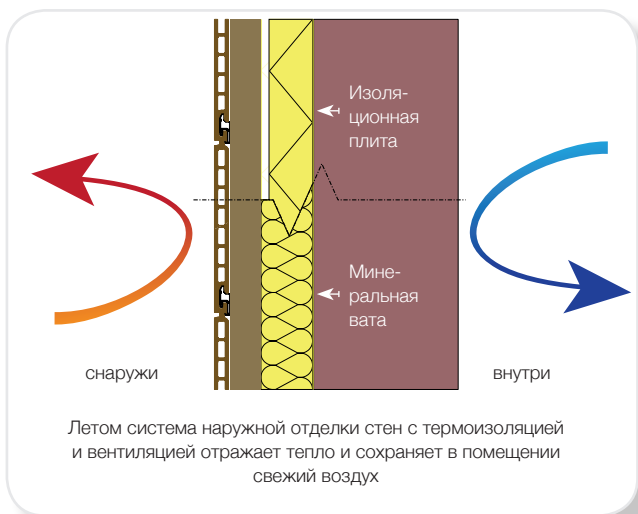 Изоля-
ционная
плита
Мине-
ральная
вата
снаружи
внутри
Летом система наружной отделки стен с термоизоляцией
и вентиляцией отражает тепло и сохраняет в помещении
свежий воздух